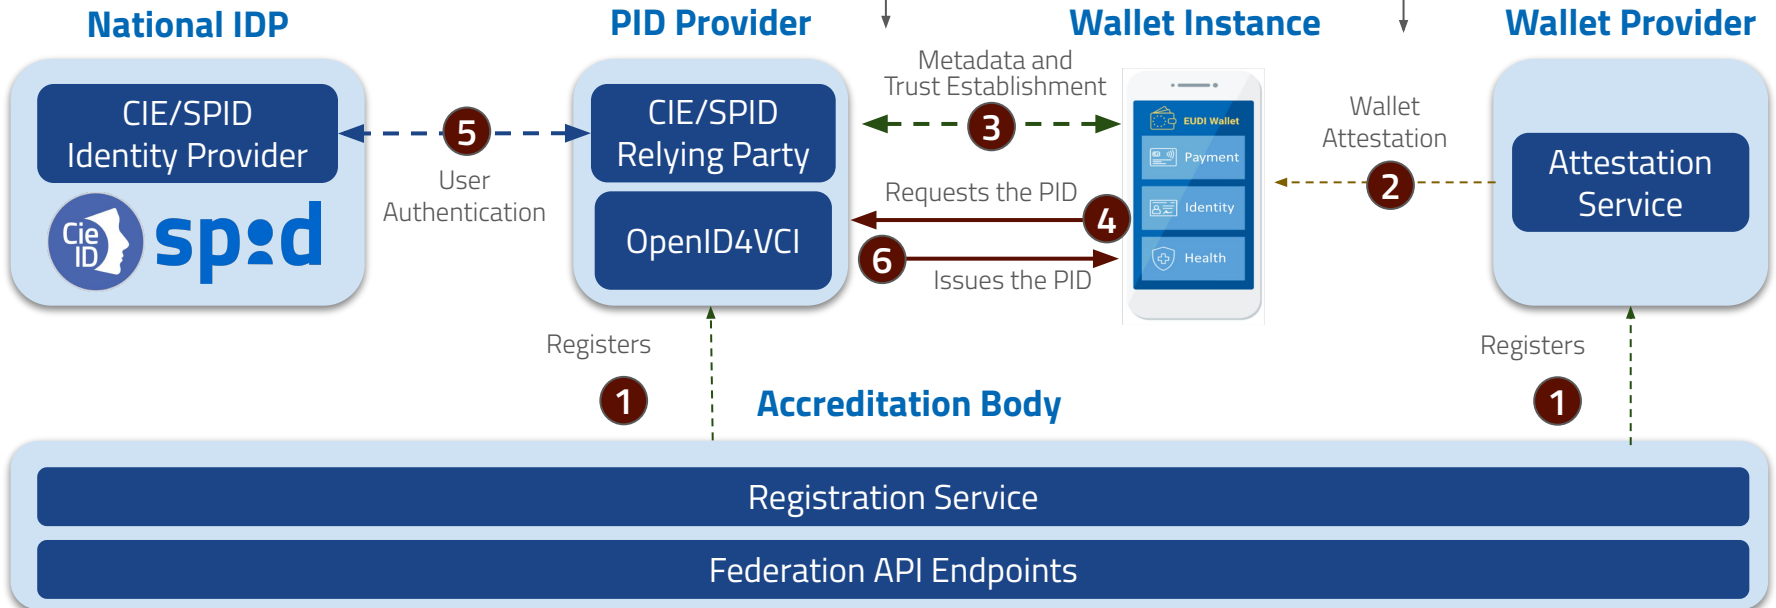 National IDP
PID Provider
Wallet Instance
Wallet Provider
CIE/SPID
Identity Provider
Cie
ID
spid
5
User
Authentication
CIE/SPID
Relying Party
OpenID4VCI
Metadata and
Trust Establishment
3
Requests the PID
4
6
Issues the PID
EUDI Wallet
Payment
Identity
Health
Wallet
Attestation
2
Attestation
Service
Registers
1
Registers
1
Accreditation Body
Registration Service
Federation API Endpoints